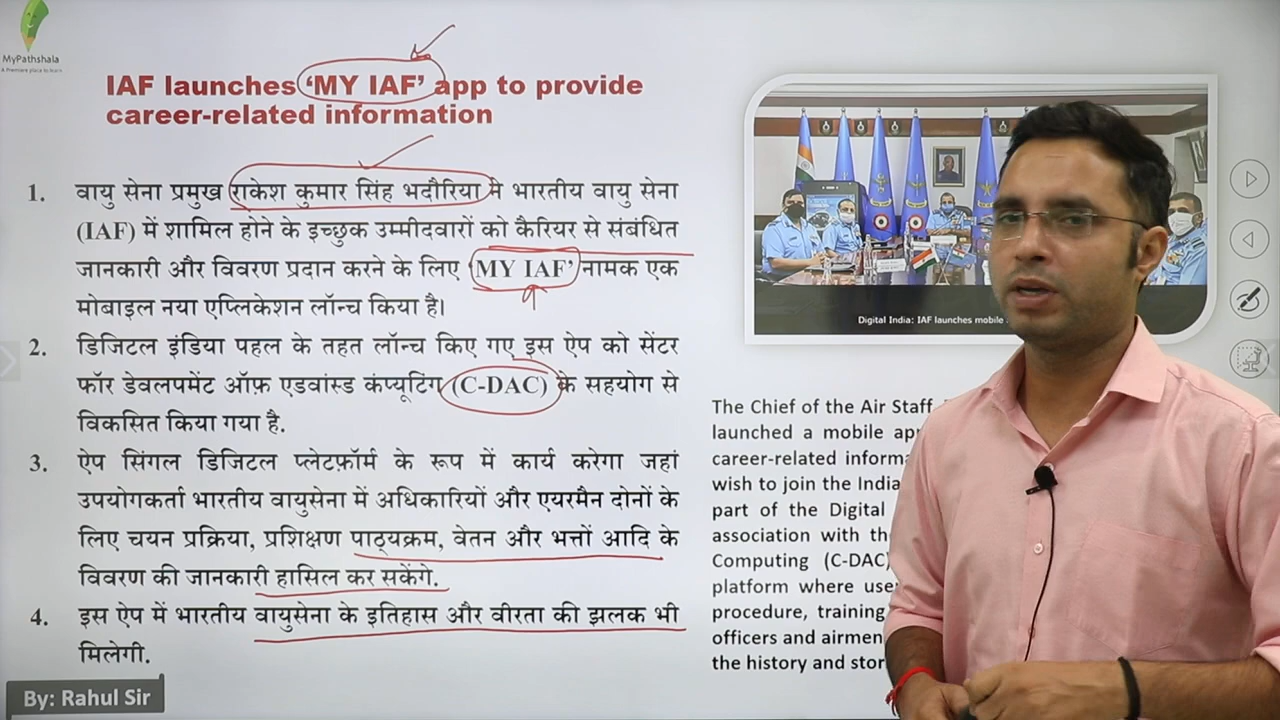 MyPathshala
A Premiere place to learn
IAF launches ‘MY IAF’ app to provide
career-related information
1. वायु सेना प्रमुख राकेश कुमार सिंह भदौरिया ने भारतीय वायु सेना
(IAF) में शामिल होने के इच्छुक उम्मीदवारों को कैरियर से संबंधित
जानकारी और विवरण प्रदान करने के लिए ‘MY IAF’ नामक एक
मोबाइल नया एप्लिकेशन लॉन्च किया है।
2. डिजिटल इंडिया पहल के तहत लॉन्च किए गए इस ऐप को सेंटर
फॉर डेवलपमेंट ऑफ़ एडवांस्ड कंप्यूटिंग (C-DAC) के सहयोग से
विकसित किया गया है.
3. ऐप सिंगल डिजिटल प्लेटफ़ॉर्म के रूप में कार्य करेगा जहां
उपयोगकर्ता भारतीय वायुसेना में अधिकारियों और एयरमैन दोनों के
लिए चयन प्रक्रिया, प्रशिक्षण पाठ्यक्रम, वेतन और भत्तों आदि के
विवरण की जानकारी हासिल कर सकेंगे.
4. इस ऐप में भारतीय वायुसेना के इतिहास और वीरता की झलक भी
मिलेगी.
By: Rahul Sir
Digital India: IAF launches mobile
The Chief of the Air Staff
launched a mobile
career-related
wish to join the
part of the Digital
association with
Computing (C-DAC)
platform where
procedure, training
officers and airmen
the history and